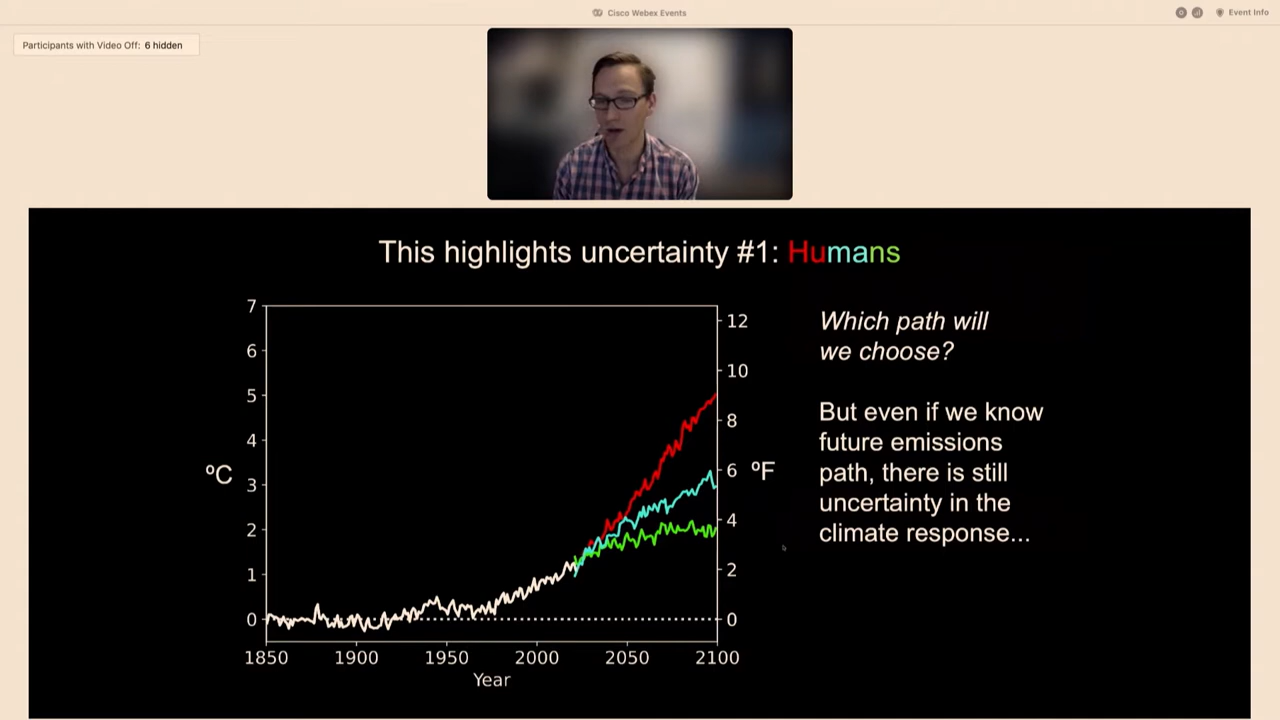 Cisco Webex Events
Event Info
Participants with Video Off: 6 hidden
This highlights uncertainty #1: Humans
7
6
5
4
3
2
1
0
ºC
12
10
8
6
4
2
0
ºF
1850 1900 1950 2000 2050 2100
Year
Which path will
we choose?
But even if we know
future emissions
path, there is still
uncertainty in the
climate response...